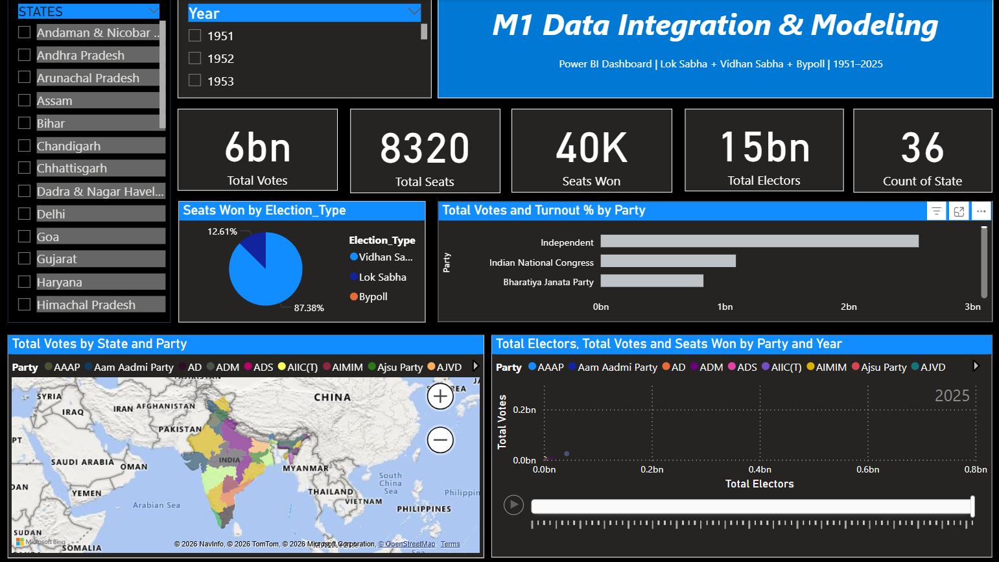 STATES
Andaman & Nicobar ...
Andhra Pradesh
Arunachal Pradesh
Assam
Bihar
Chandigarh
Chhattisgarh
Dadra & Nagar Havel...
Delhi
Goa
Gujarat
Haryana
Himachal Pradesh
Year
1951
1952
1953
M1 Data Integration & Modeling
Power BI Dashboard | Lok Sabha + Vidhan Sabha + Bypoll | 1951–2025
6bn
Total Votes
8320
Total Seats
40K
Seats Won
15bn
Total Electors
36
Count of State
Seats Won by Election_Type
12.61%
87.38%
Election_Type
Vidhan Sa...
Lok Sabha
Bypoll
Total Votes and Turnout % by Party
Party
Independent
Indian National Congress
Bharatiya Janata Party
0bn 1bn 2bn 3bn
Total Votes by State and Party
Party AAAP Aam Aadmi Party AD ADM ADS AIIC(T) AIMIM Ajsu Party AJVD
SYRIA
IRAQ
IRAN
AFGHANISTAN
PAKISTAN
CHINA
REA
JA
PT
SAUDI ARABIA
OMAN
INDIA
MYANMAR
DAN
YEMEN
Arabian Sea
THAILAND
VIETNAM
South
China
Sea
Philippin
PHILIPPINES
SUDAN
SOMALIA
Microsoft Bing
© 2026 NavInfo, © 2026 TomTom, © 2026 Microsoft Corporation, © OpenStreetMap Terms
Total Electors, Total Votes and Seats Won by Party and Year
Party AAAP Aam Aadmi Party AD ADM ADS AIIC(T) AIMIM Ajsu Party AJVD
2025
Total Votes
0.2bn
0.0bn
0.0bn 0.2bn 0.4bn 0.6bn 0.8bn
Total Electors